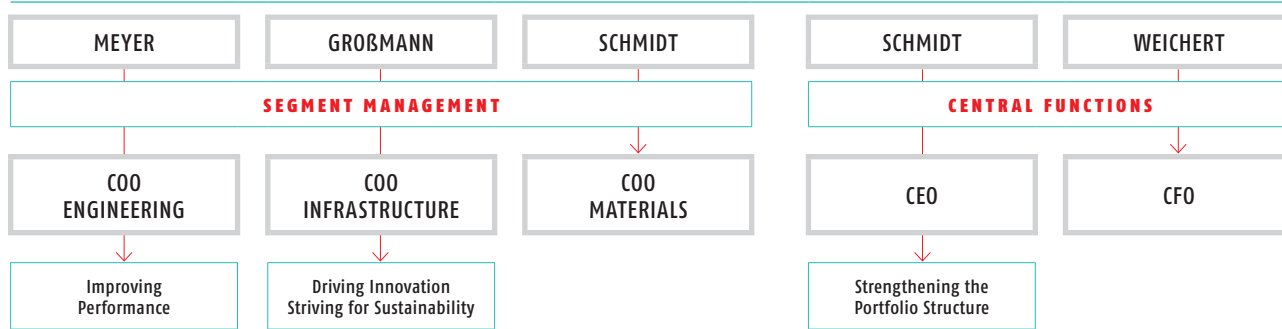 MEYER
GROẞMANN
SCHMIDT
SCHMIDT
WEICHERT
SEGMENT MANAGEMENT
CENTRAL FUNCTIONS
COO
ENGINEERING
COO
INFRASTRUCTURE
COO
MATERIALS
CEO
CFO
Improving
Performance
Driving Innovation
Striving for Sustainability
Strengthening the
Portfolio Structure